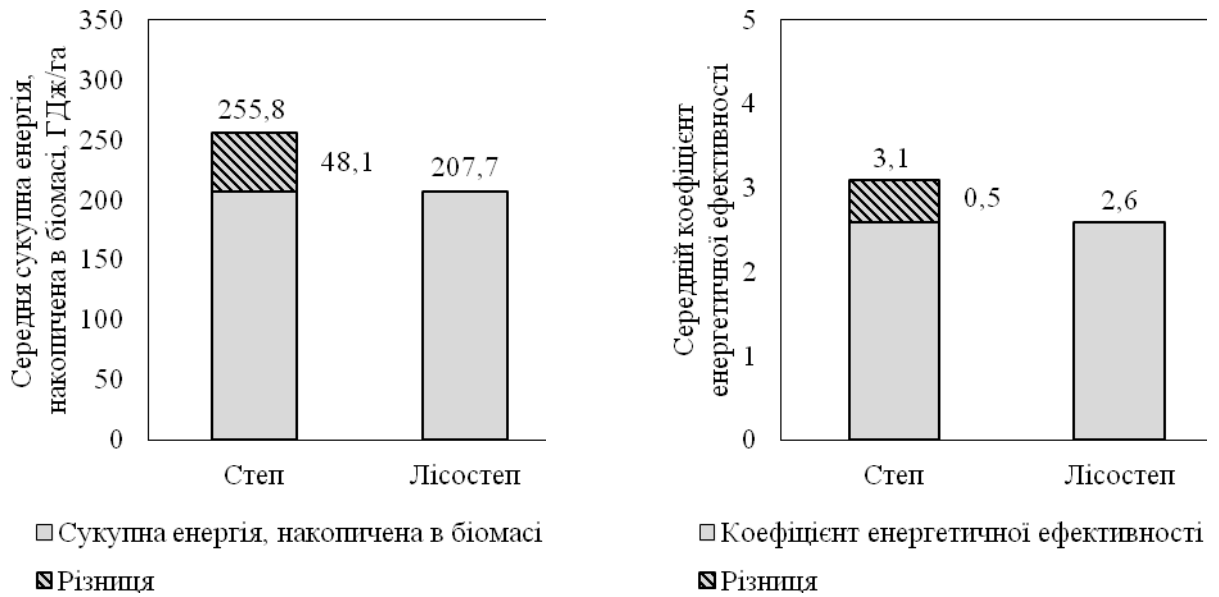 Середня сукупна енергія,
накопичена в біомасі, ГДж/га
350
300
250
200
150
100
50
0
255,8
48,1
207,7
Степ
Лісостеп
Сукупна енергія, накопичена в біомасі
Різниця
Середній коефіцієнт
енергетичної ефективності
5
4
3
2
1
0
3,1
0,5
2,6
Степ
Лісостеп
Коефіцієнт енергетичної ефективності
Різниця